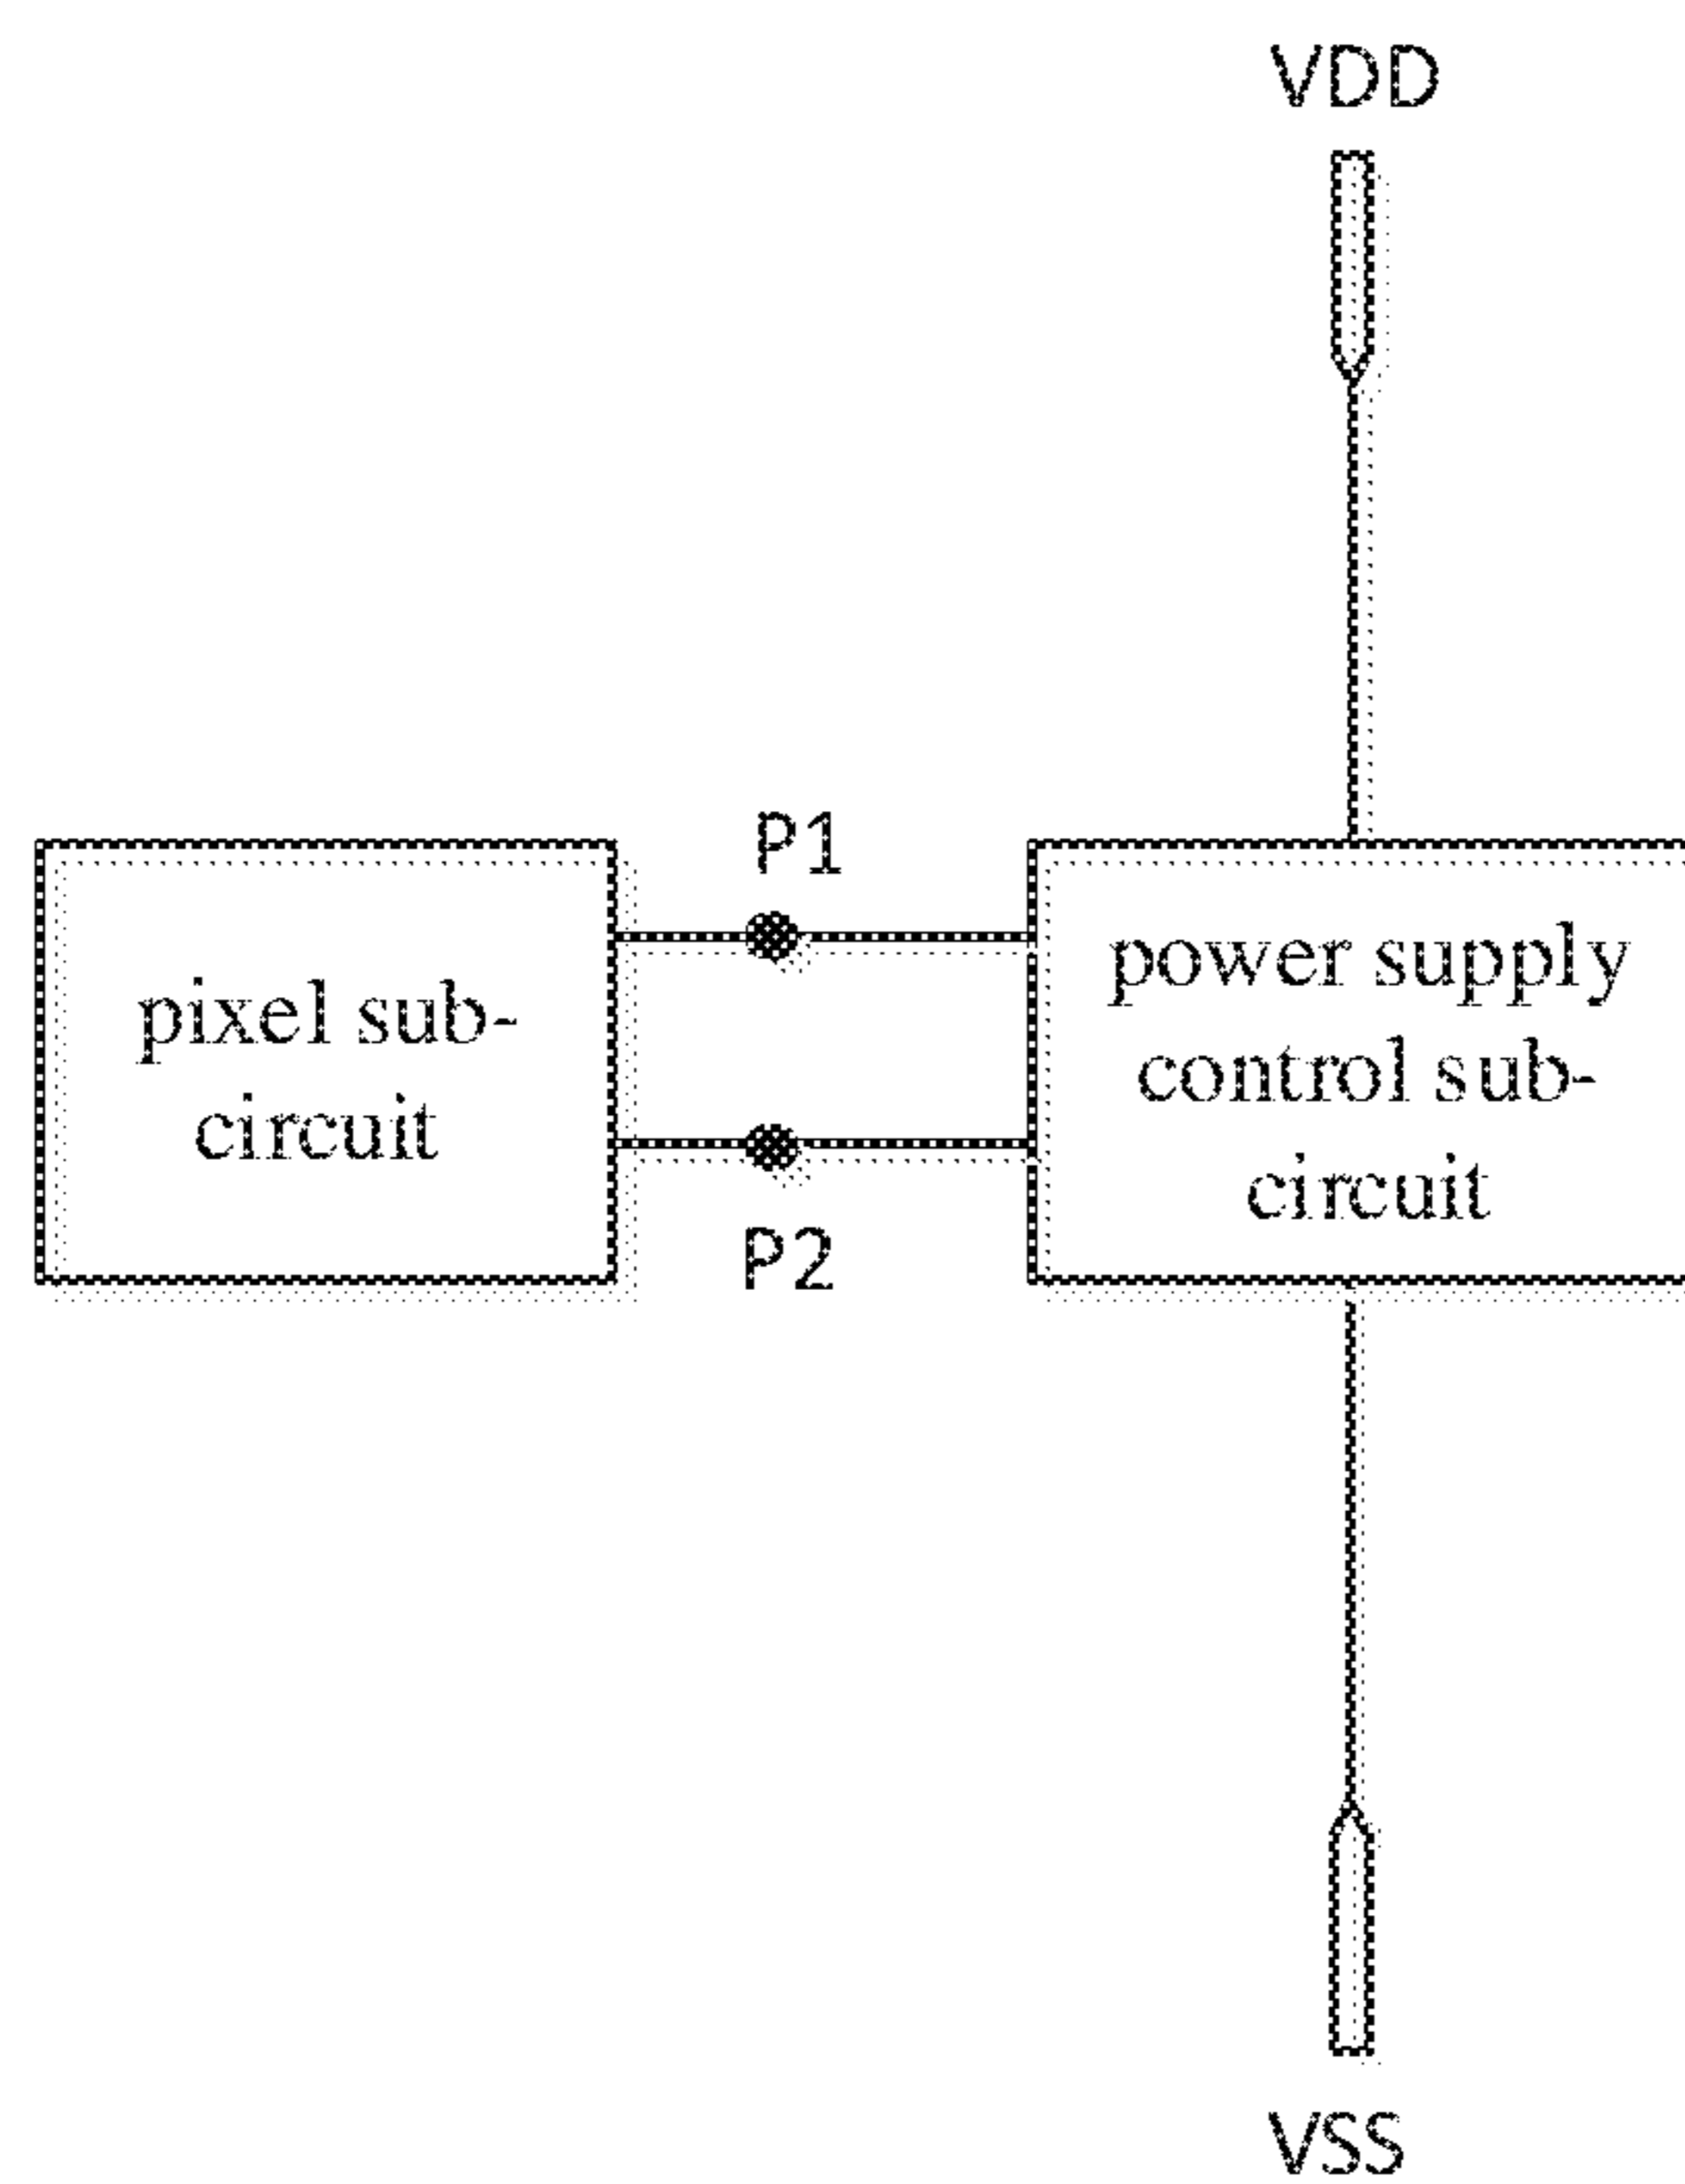 VDD
P1
pixel sub-
circuit
power supply
control sub-
circuit
P2
VSS